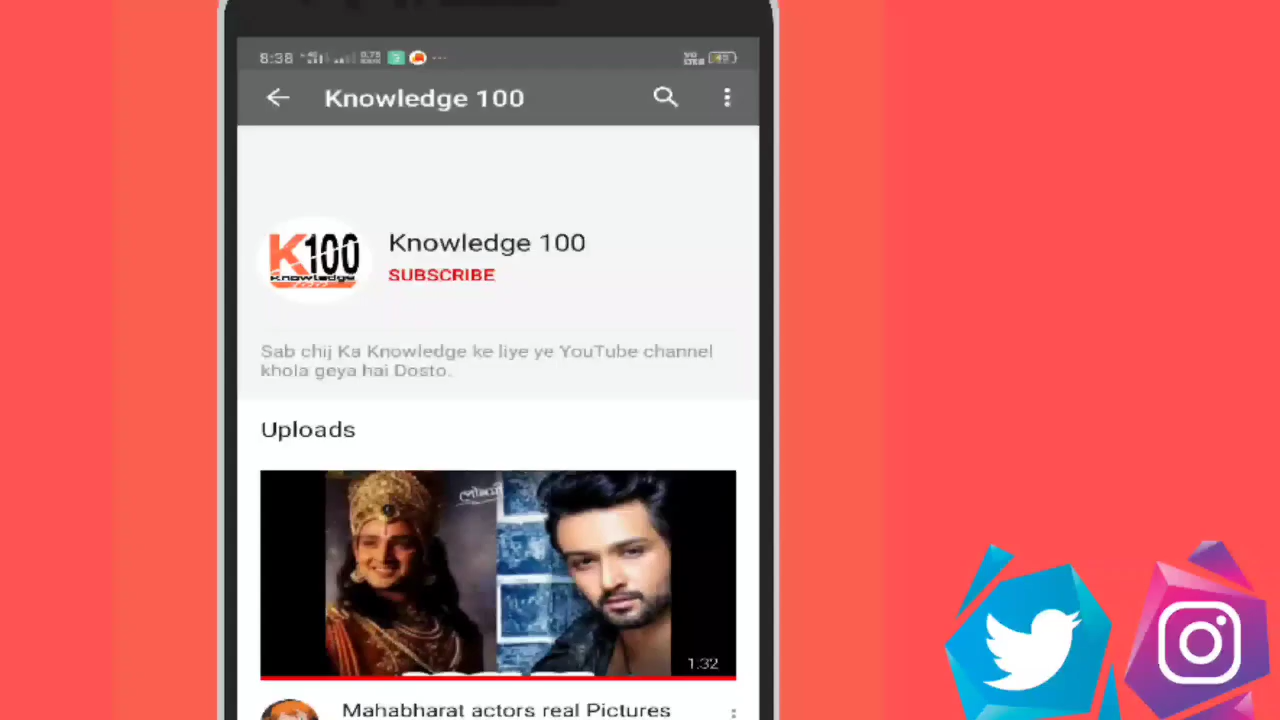 8:38
Knowledge 100
K100
Knowledge
Knowledge 100
SUBSCRIBE
Sab chij Ka Knowledge ke liye ye YouTube channel
khola geya hai Dosto.
Uploads
1:32
Mahabharat actors real Pictures